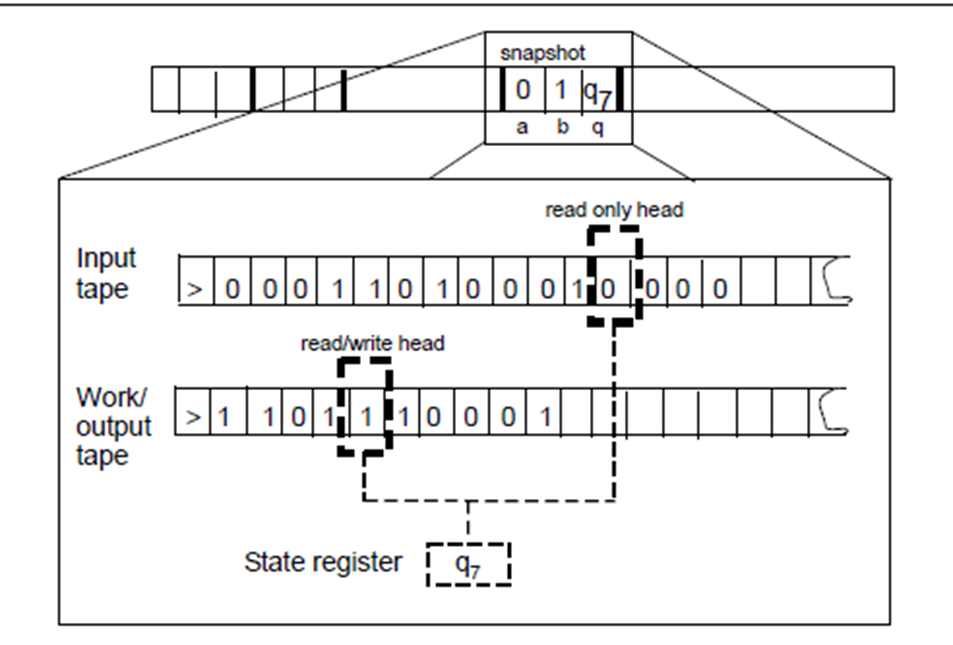 snapshot
0 1 q7
a b q
read only head
Input
tape
> 0 0 0 1 1 0 1 0 0 0 1 0 0 0 0
read/write head
Work/
output
tape
> 1 1 0 1 1 1 0 0 0 1
State register q7